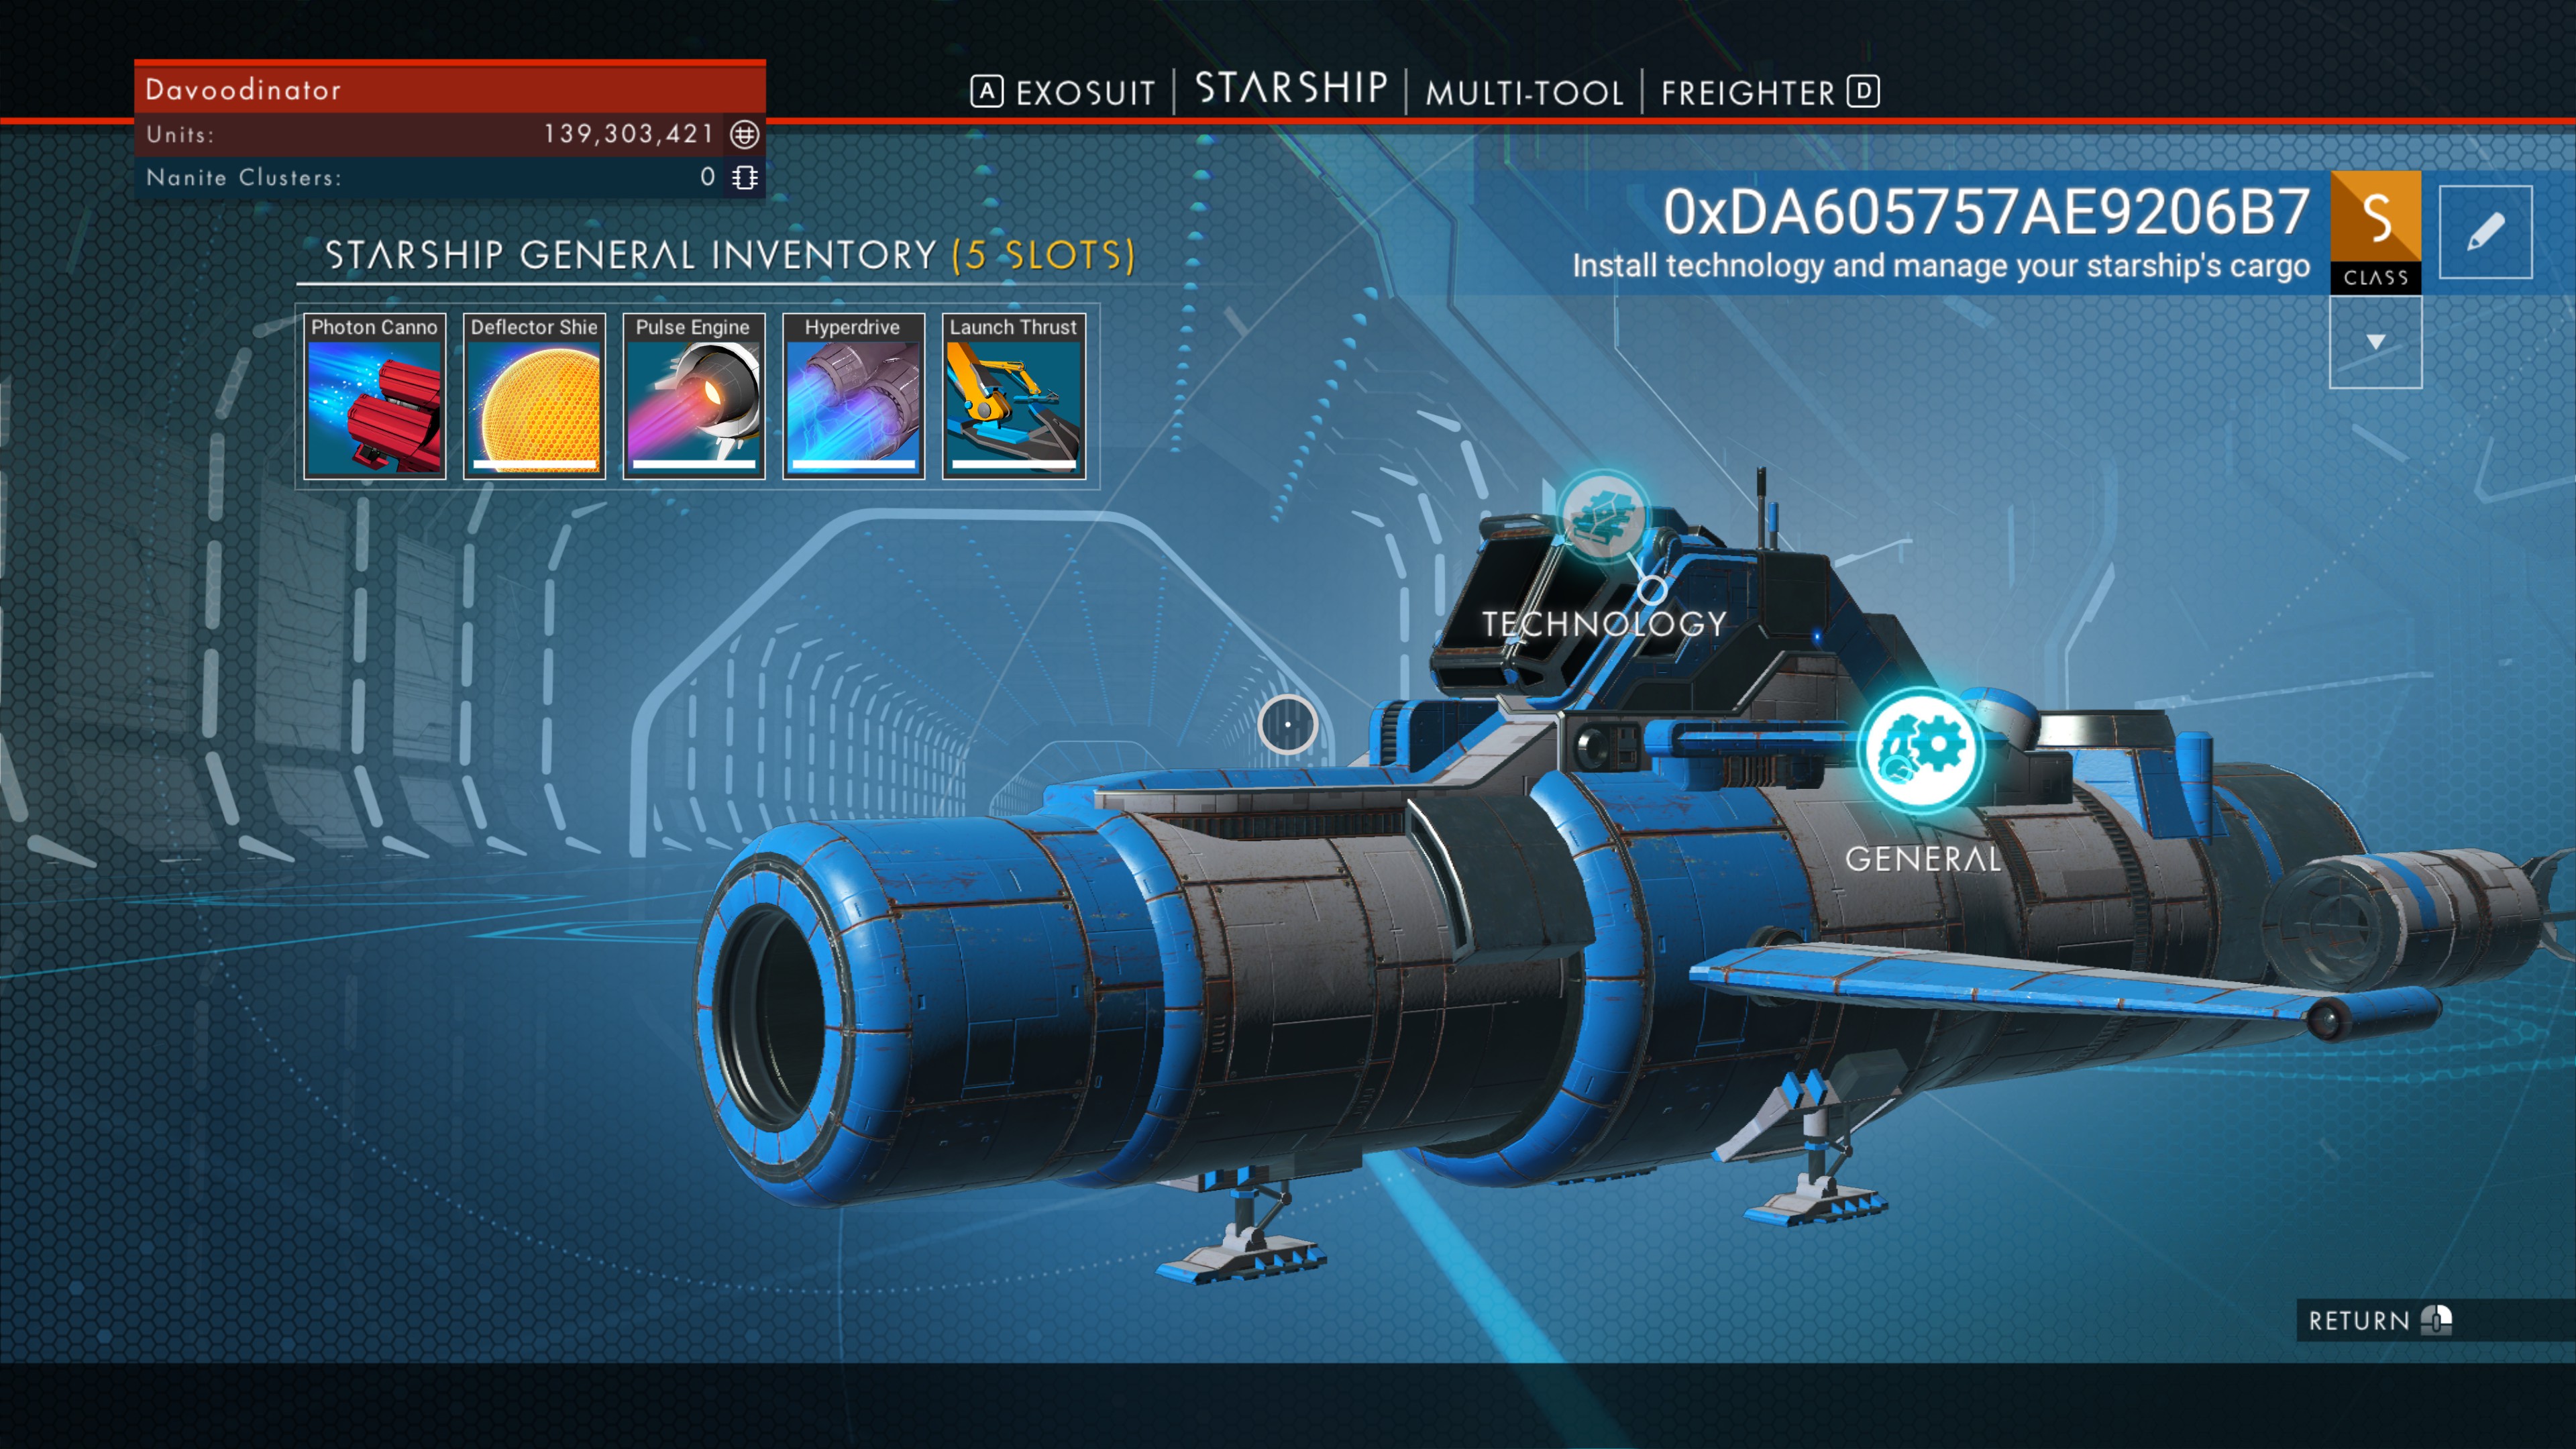 Davoodinator
Units: 139,303,421
Nanite Clusters: 0
A EXOSUIT STARSHIP MULTI-TOOL FREIGHTER D
STARSHIP GENERAL INVENTORY (5 SLOTS)
0xDA605757AE9206B7
Install technology and manage your starship's cargo
S
CLASS
Photon Canno Deflector Shie Pulse Engine Hyperdrive Launch Thrust
TECHNOLOGY
GENERAL
RETURN